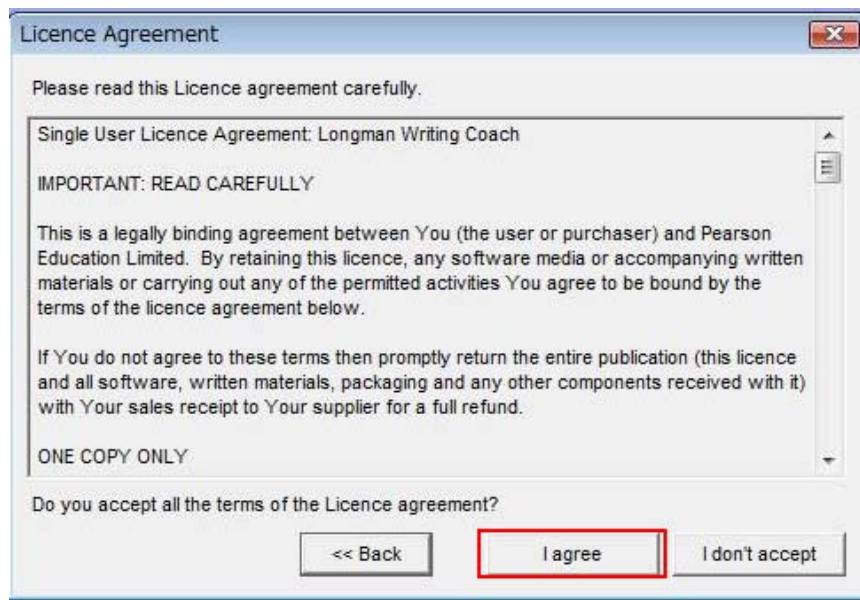 Licence Agreement
Please read this Licence agreement carefully.
Single User Licence Agreement: Longman Writing Coach
IMPORTANT: READ CAREFULLY
This is a legally binding agreement between You (the user or purchaser) and Pearson
Education Limited. By retaining this licence, any software media or accompanying written
materials or carrying out any of the permitted activities You agree to be bound by the
terms of the licence agreement below.
If You do not agree to these terms then promptly return the entire publication (this licence
and all software, written materials, packaging and any other components received with it)
with Your sales receipt to Your supplier for a full refund.
ONE COPY ONLY
Do you accept all the terms of the Licence agreement?
<< Back I agree I don't accept